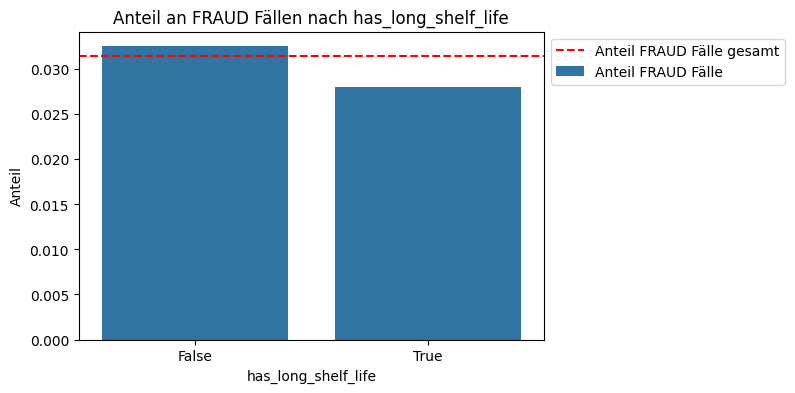 Anteil an FRAUD Fällen nach has_long_shelf_life
Anteil FRAUD Fälle gesamt
Anteil FRAUD Fälle
Anteil
0.030
0.025
0.020
0.015
0.010
0.005
0.000
False True
has_long_shelf_life